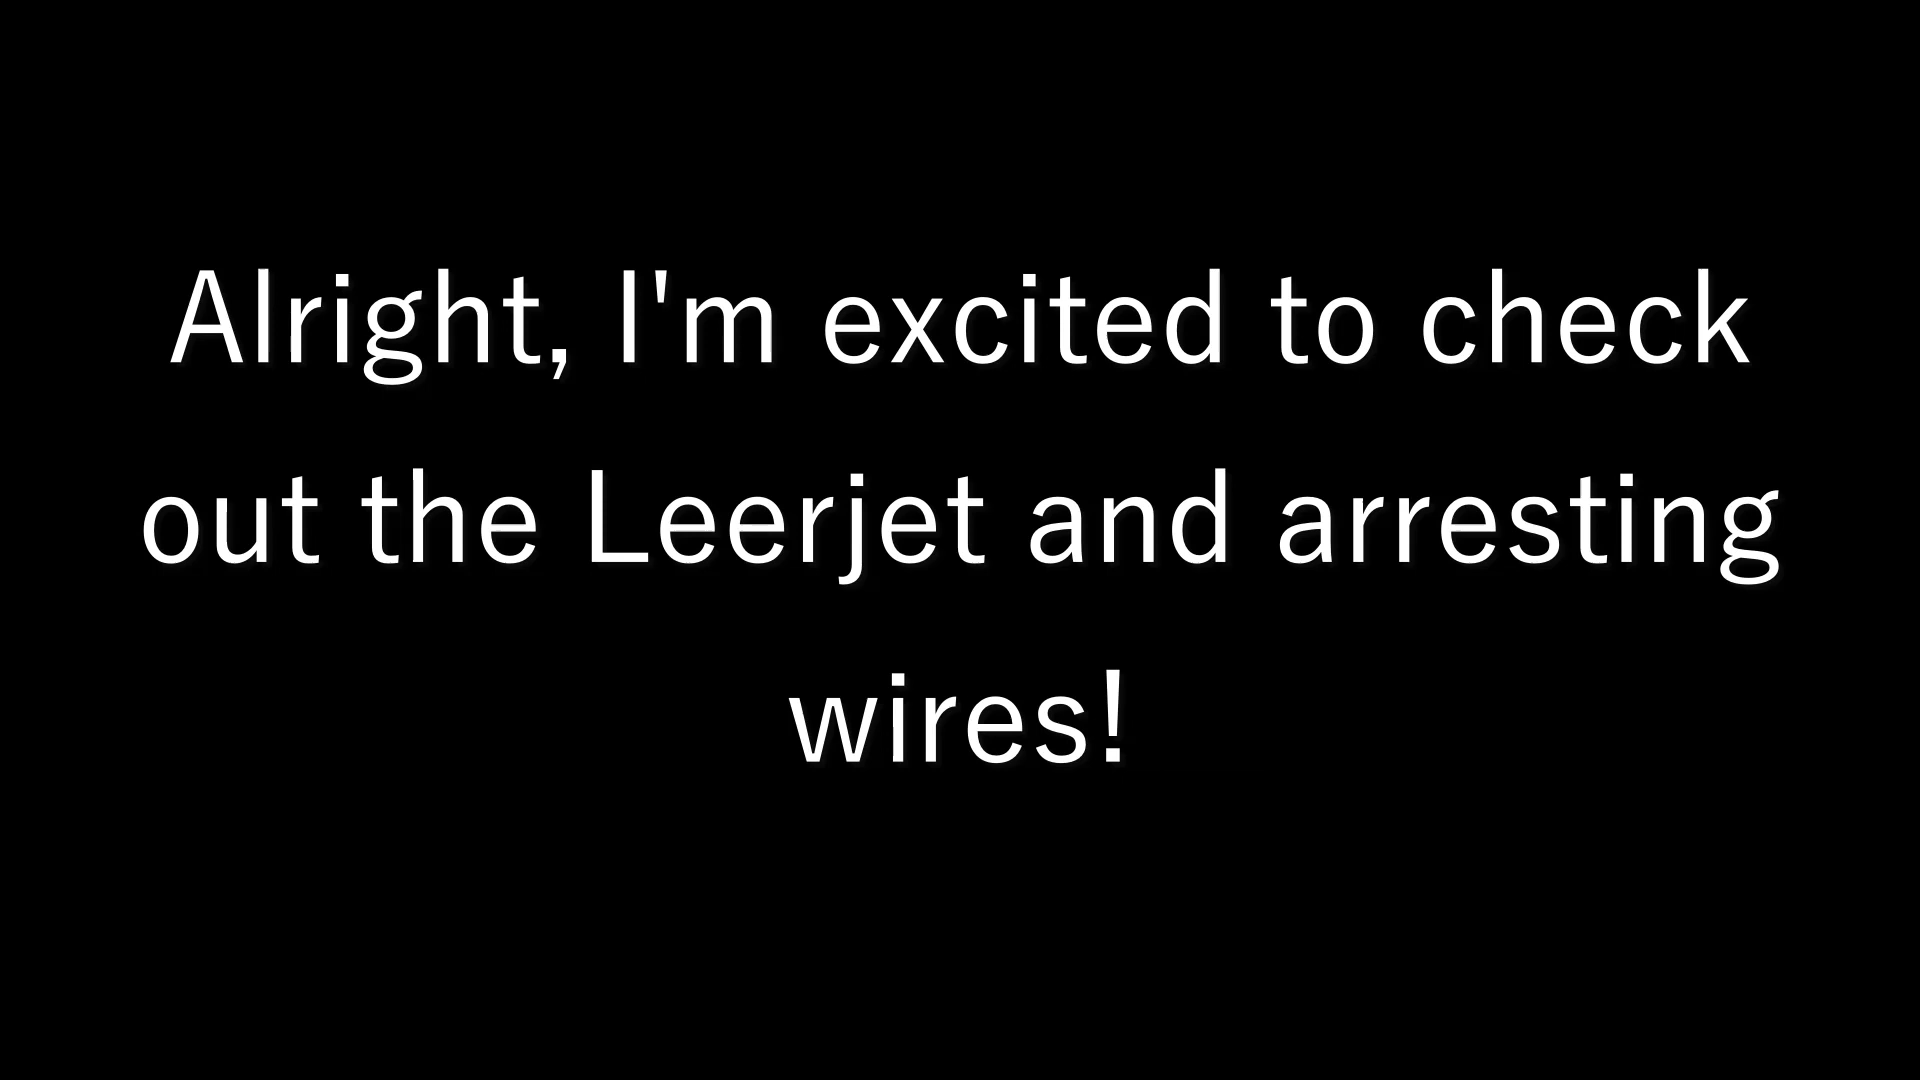 Alright, I'm excited to check
out the Leerjet and arresting
wires!